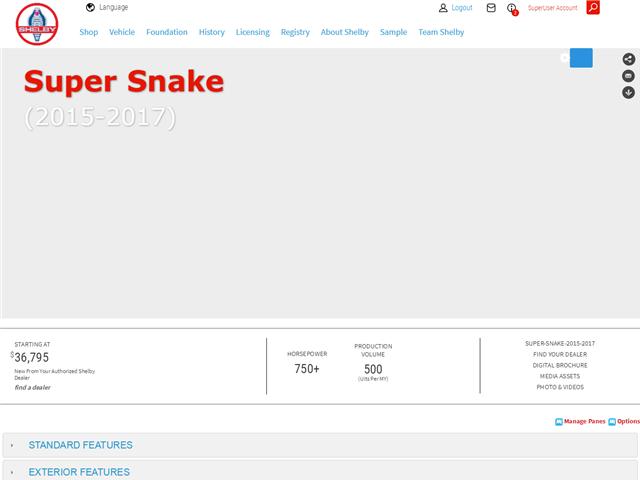 SHELBY
Language
Logout
2
SuperUser Account
Shop Vehicle Foundation History Licensing Registry About Shelby Sample Team Shelby
Super Snake
(2015-2017)
STARTING AT
$36,795
New From Your Authorized Shelby
Dealer
find a dealer
HORSEPOWER
750+
PRODUCTION
VOLUME
500
(Uits Per MY)
SUPER-SNAKE-2015-2017
FIND YOUR DEALER
DIGITAL BROCHURE
MEDIA ASSETS
PHOTO & VIDEOS
Manage Panes Options
STANDARD FEATURES
EXTERIOR FEATURES